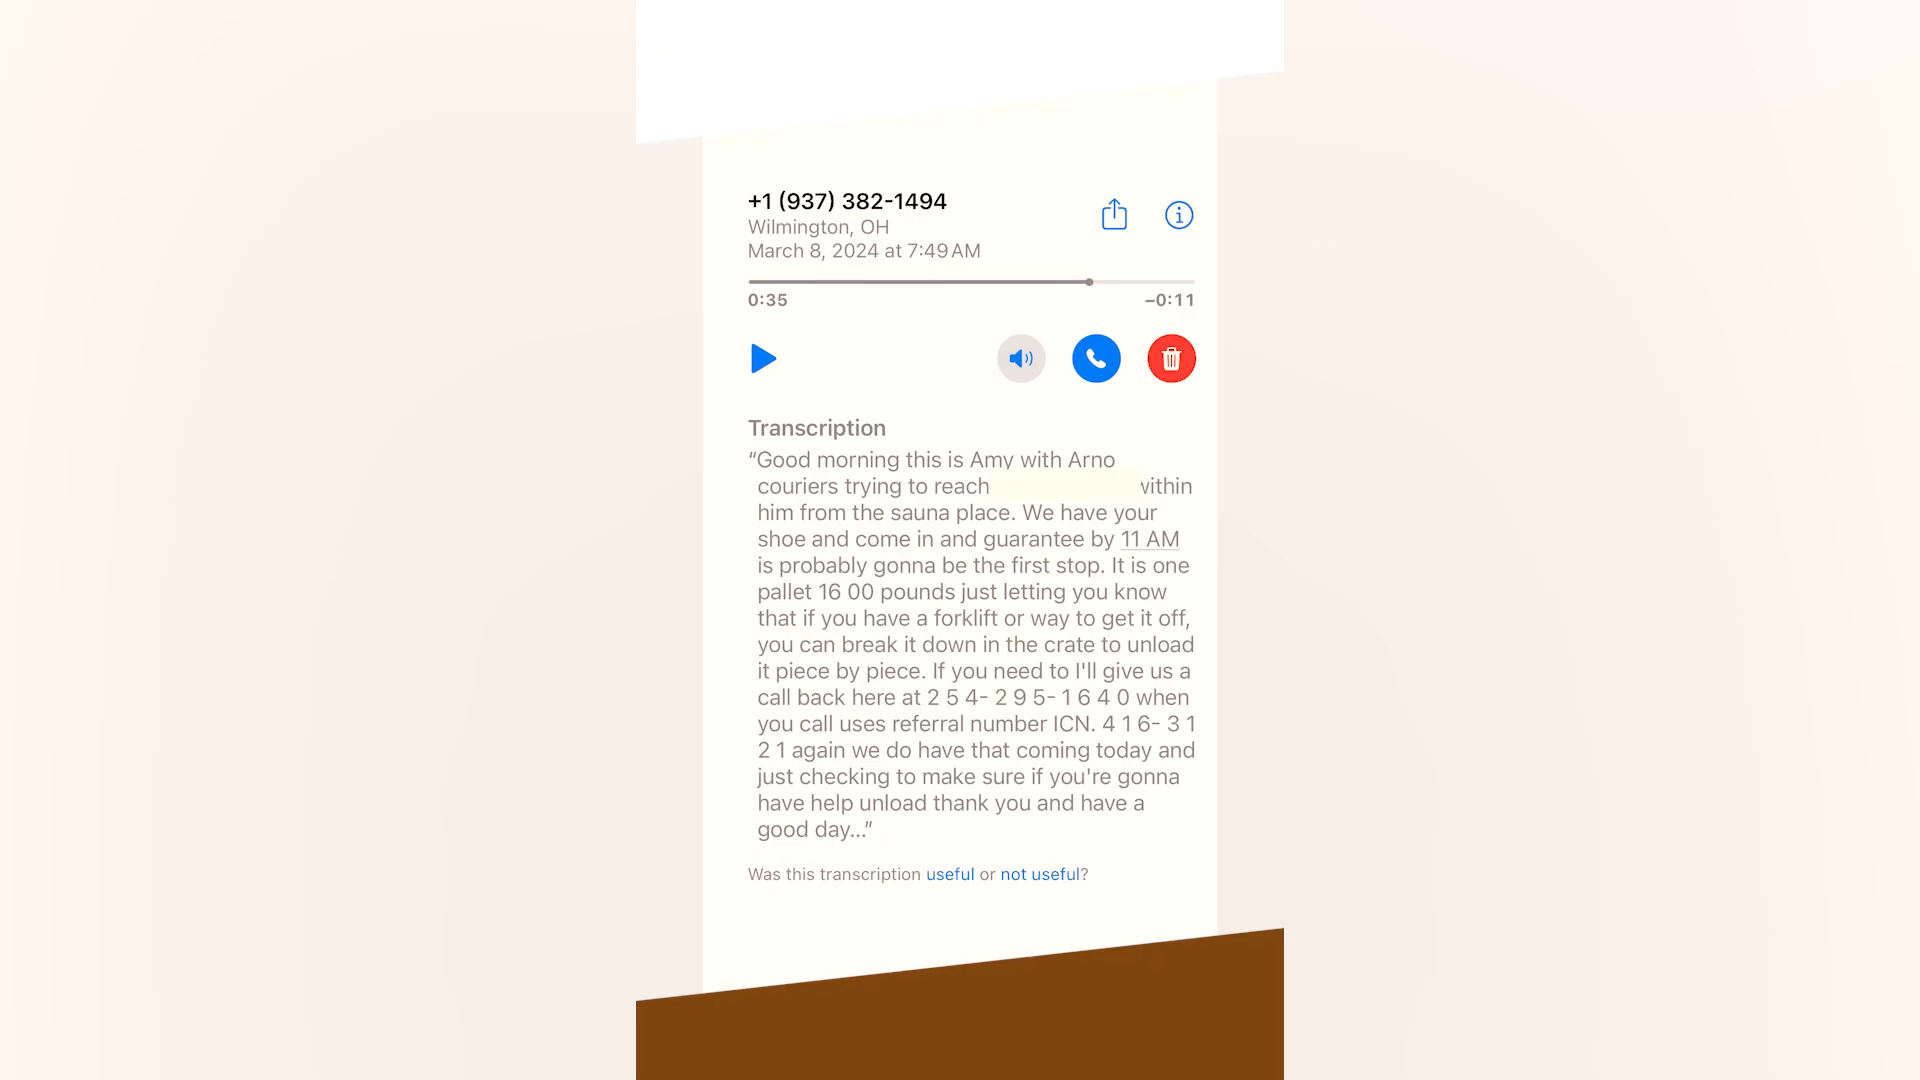 +1 (937) 382-1494
Wilmington, OH
March 8, 2024 at 7:49 AM
0:35
–0:11
Transcription
“Good morning this is Amy with Arno
couriers trying to reach within
him from the sauna place. We have your
shoe and come in and guarantee by 11 AM
is probably gonna be the first stop. It is one
pallet 16 00 pounds just letting you know
that if you have a forklift or way to get it off,
you can break it down in the crate to unload
it piece by piece. If you need to I'll give us a
call back here at 2 5 4- 2 9 5- 1 6 4 0 when
you call uses referral number ICN. 4 1 6- 3 1
2 1 again we do have that coming today and
just checking to make sure if you're gonna
have help unload thank you and have a
good day...”
Was this transcription useful or not useful?